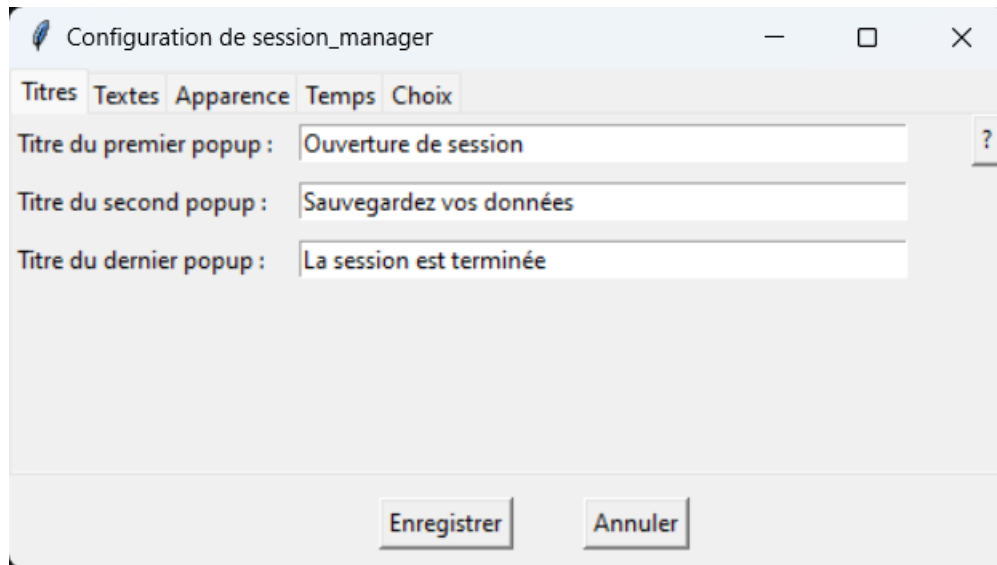 Configuration de session_manager
Titres Textes Apparence Temps Choix
Titre du premier popup : Ouverture de session ?
Titre du second popup : Sauvegardez vos données
Titre du dernier popup : La session est terminée
Enregistrer Annuler